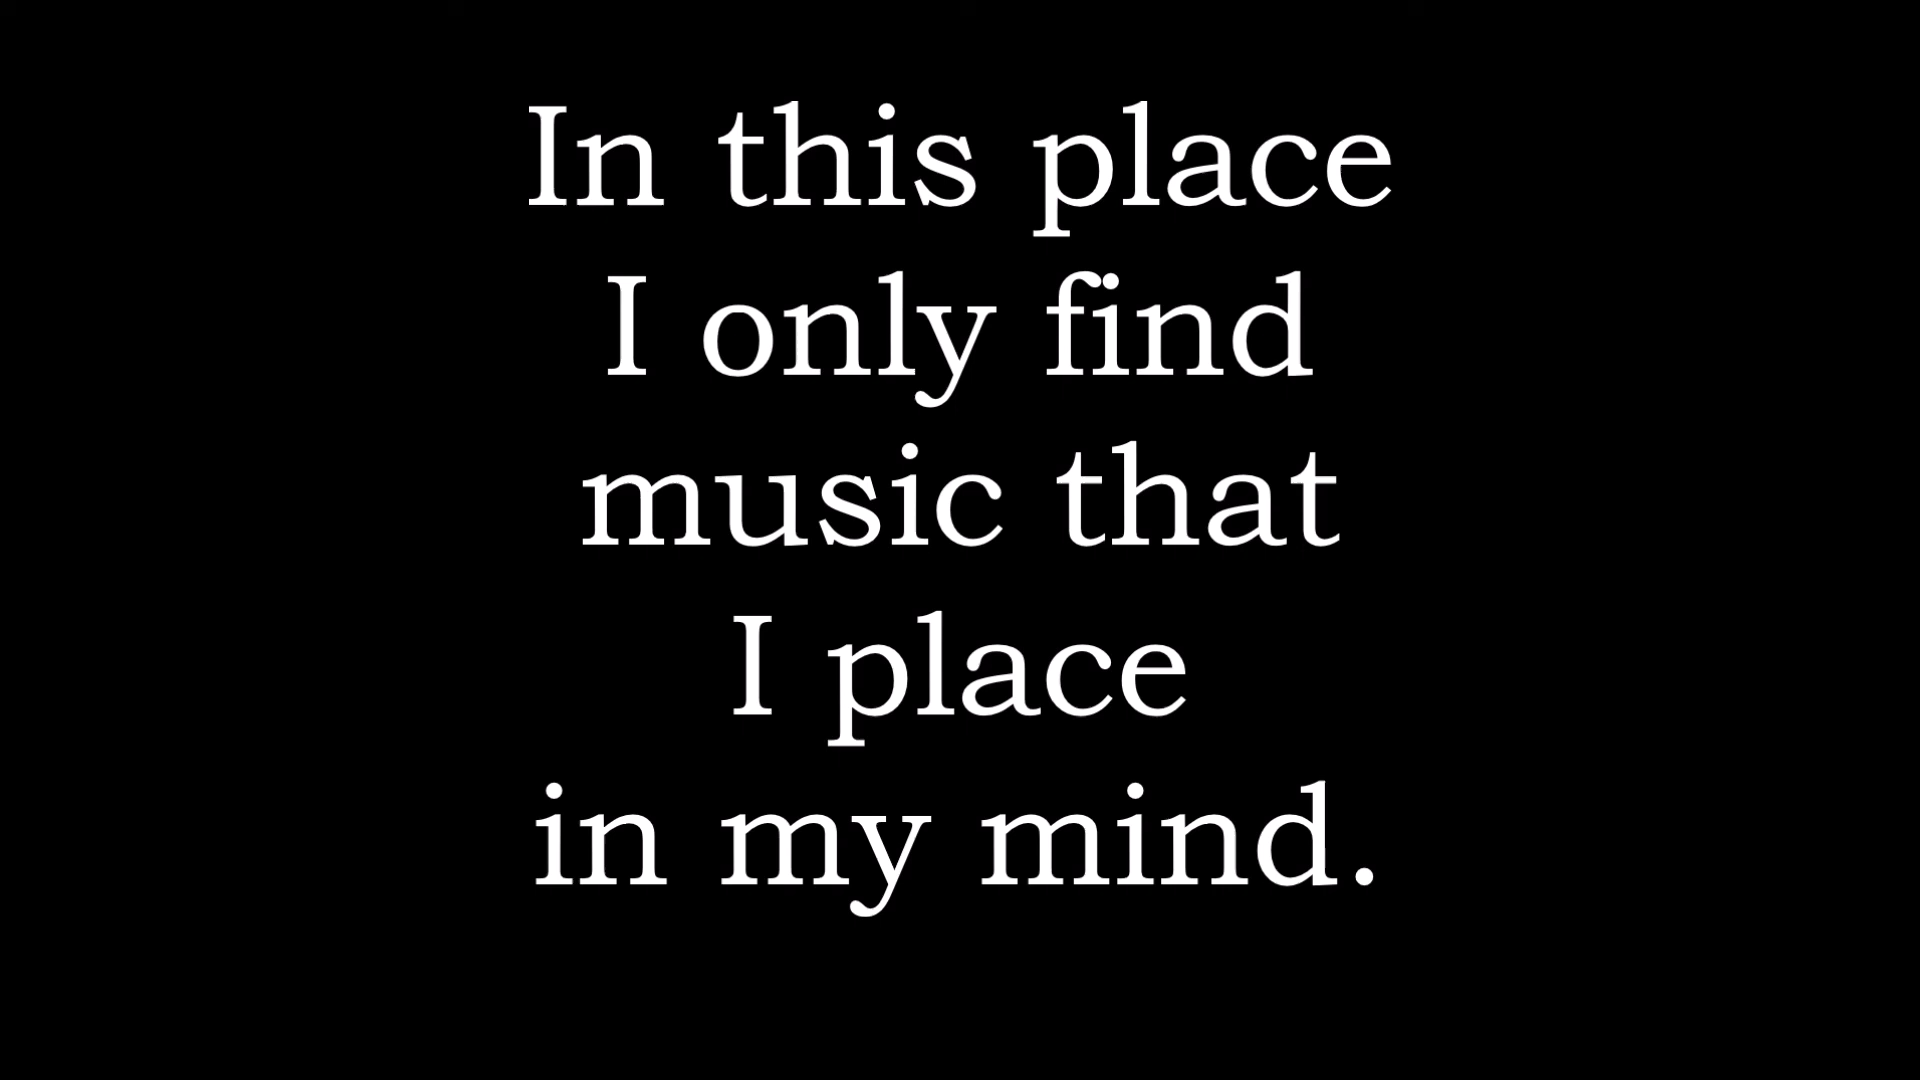 In this place
I only find
music that
I place
in my mind.